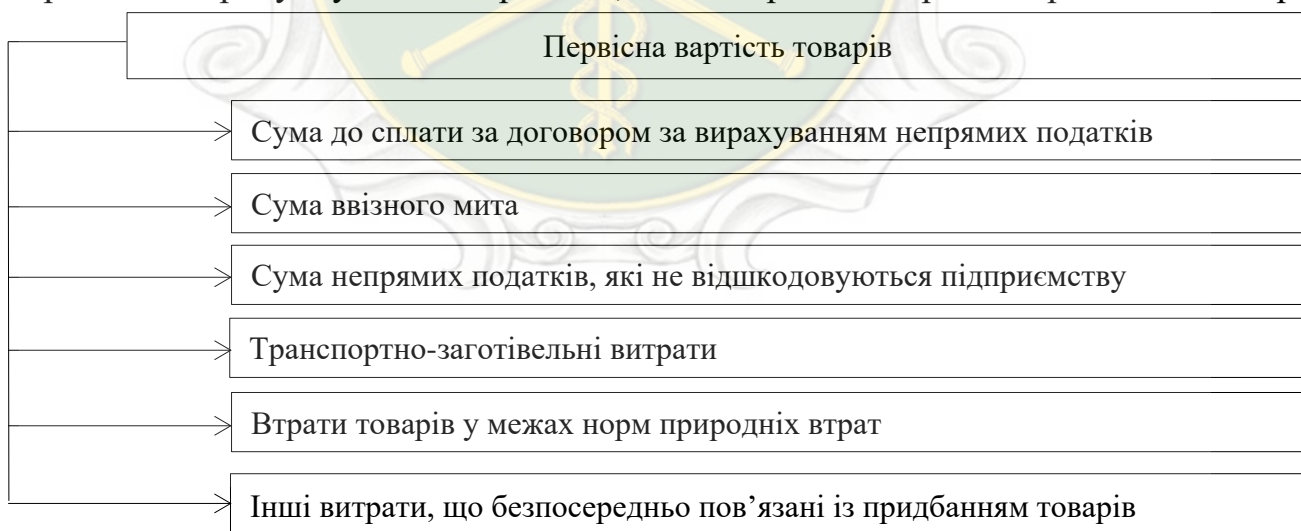 Первісна вартість товарів
Сума до сплати за договором за вирахуванням непрямих податків
Сума ввізного мита
Сума непрямих податків, які не відшкодовуються підприємству
Транспортно-заготівельні витрати
Втрати товарів у межах норм природніх втрат
Інші витрати, що безпосередньо пов’язані із придбанням товарів